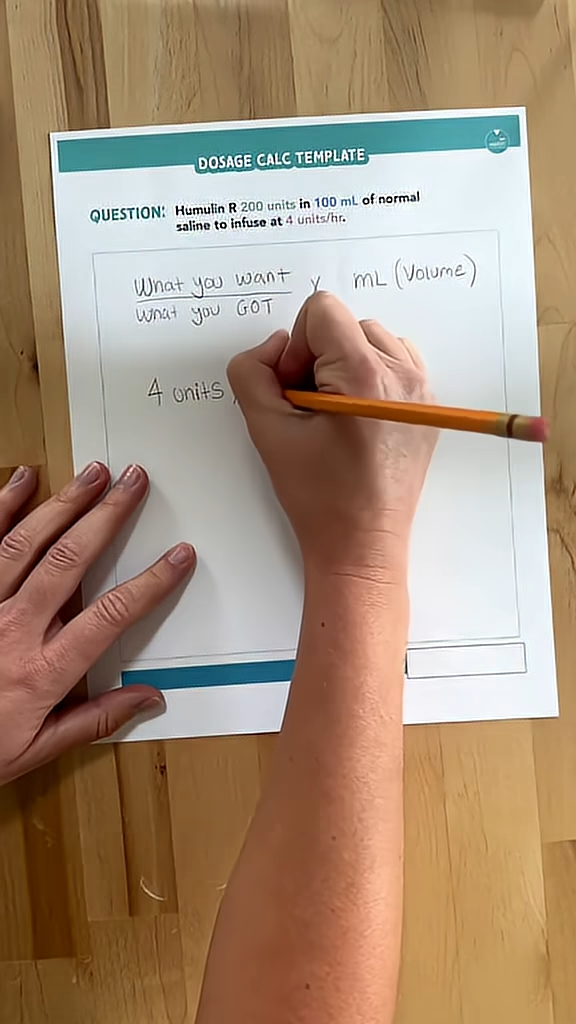 DOSAGE CALC TEMPLATE
QUESTION: Humulin R 200 units in 100 mL of normal
saline to infuse at 4 units/hr.
What you want x mL (Volume)
What you GOT
4 units